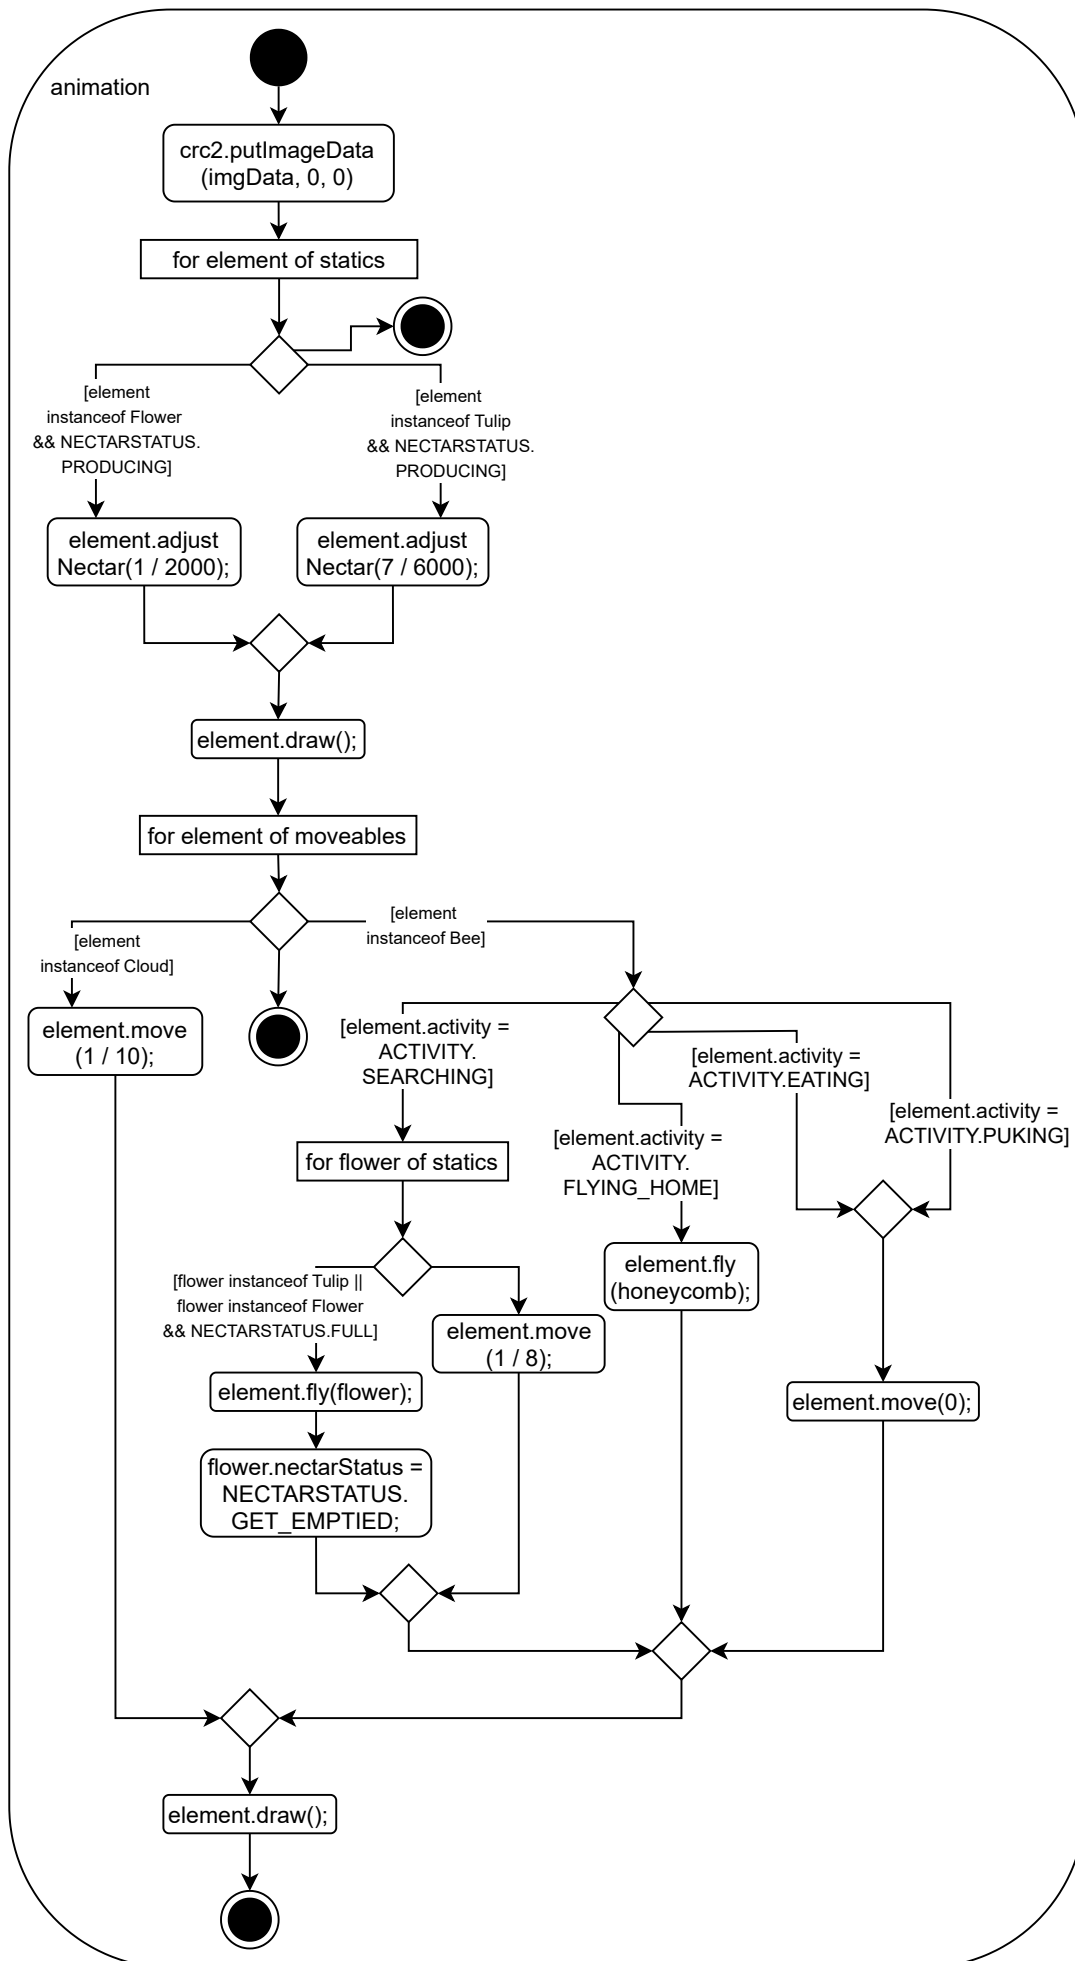 animation
crc2.putImageData
(imgData, 0, 0)
for element of statics
[element
instanceof Flower
&& NECTARSTATUS.
PRODUCING]
[element
instanceof Tulip
&& NECTARSTATUS.
PRODUCING]
element.adjust
Nectar(1 / 2000);
element.adjust
Nectar(7 / 6000);
element.draw();
for element of moveables
[element
instanceof Cloud]
[element
instanceof Bee]
element.move
(1 / 10);
[element.activity =
ACTIVITY.
SEARCHING]
[element.activity =
ACTIVITY.EATING]
[element.activity =
ACTIVITY.PUKING]
[element.activity =
ACTIVITY.
FLYING_HOME]
for flower of statics
[flower instanceof Tulip ||
flower instanceof Flower
&& NECTARSTATUS.FULL]
element.move
(1 / 8);
element.fly
(honeycomb);
element.fly(flower);
element.move(0);
flower.nectarStatus =
NECTARSTATUS.
GET_EMPTIED;
element.draw();